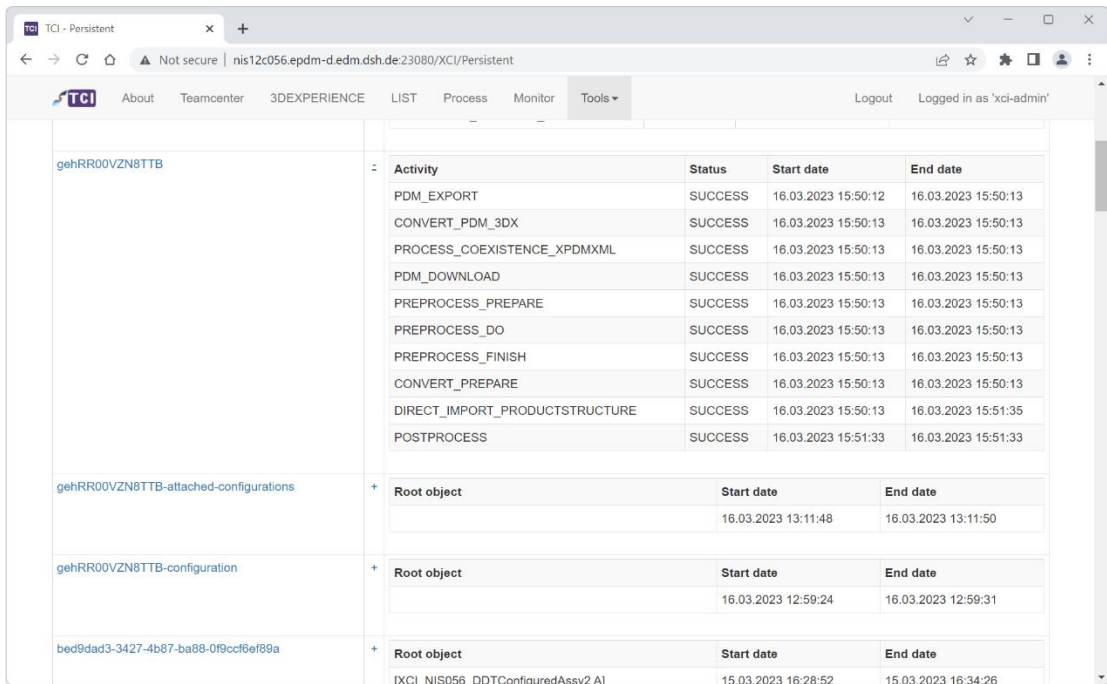 TCI TCI - Persistent
Not secure | nis12c056.epdm-d.edm.dsh.de:23080/XCI/Persistent
TCI About Teamcenter 3DEXPERIENCE LIST Process Monitor Tools Logout Logged in as 'xci-admin'
gehRR00VZN8TTB - Activity Status Start date End date
PDM_EXPORT SUCCESS 16.03.2023 15:50:12 16.03.2023 15:50:13
CONVERT_PDM_3DX SUCCESS 16.03.2023 15:50:13 16.03.2023 15:50:13
PROCESS_COEXISTENCE_XPDMXML SUCCESS 16.03.2023 15:50:13 16.03.2023 15:50:13
PDM_DOWNLOAD SUCCESS 16.03.2023 15:50:13 16.03.2023 15:50:13
PREPROCESS_PREPARE SUCCESS 16.03.2023 15:50:13 16.03.2023 15:50:13
PREPROCESS_DO SUCCESS 16.03.2023 15:50:13 16.03.2023 15:50:13
PREPROCESS_FINISH SUCCESS 16.03.2023 15:50:13 16.03.2023 15:50:13
CONVERT_PREPARE SUCCESS 16.03.2023 15:50:13 16.03.2023 15:50:13
DIRECT_IMPORT_PRODUCTSTRUCTURE SUCCESS 16.03.2023 15:50:13 16.03.2023 15:51:35
POSTPROCESS SUCCESS 16.03.2023 15:51:33 16.03.2023 15:51:33
gehRR00VZN8TTB-attached-configurations + Root object Start date End date
16.03.2023 13:11:48 16.03.2023 13:11:50
gehRR00VZN8TTB-configuration + Root object Start date End date
16.03.2023 12:59:24 16.03.2023 12:59:31
bed9dad3-3427-4b87-ba88-0f9ccf6ef89a + Root object Start date End date
[XCI_NIS056_DDTConfiguredAssy2 A] 15.03.2023 16:28:52 15.03.2023 16:34:26